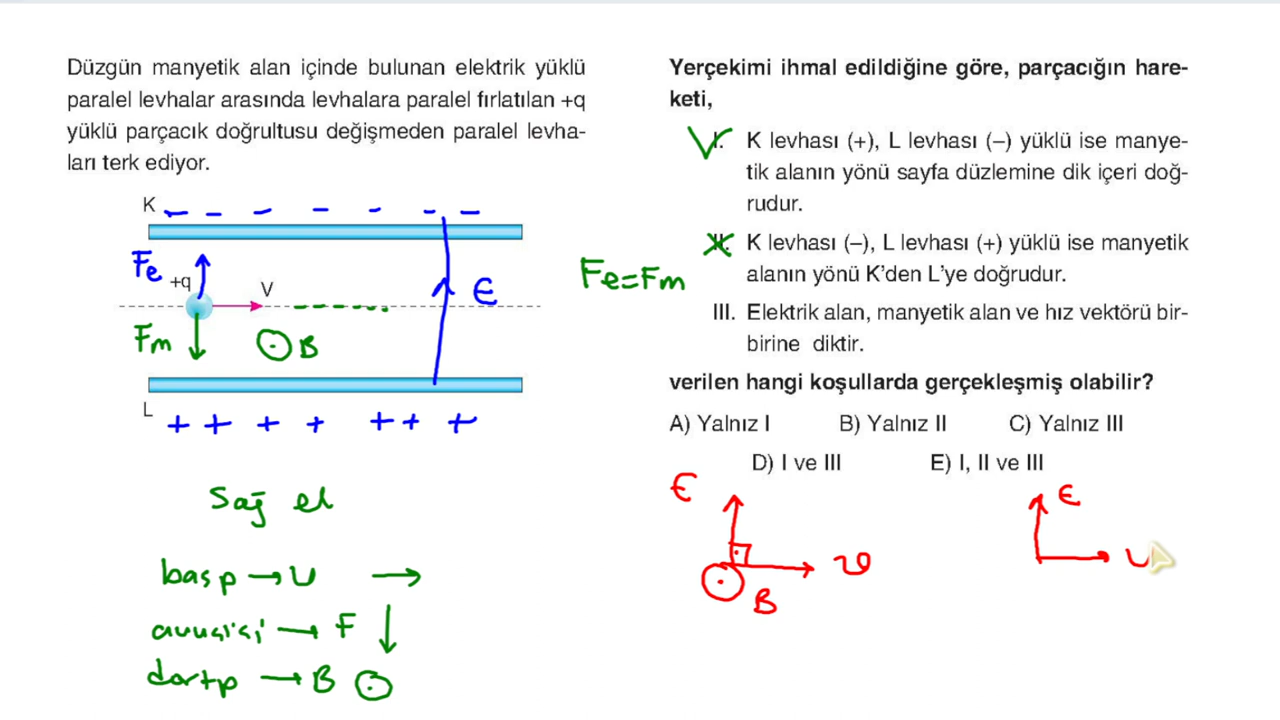 Düzgün manyetik alan içinde bulunan elektrik yüklü
paralel levhalar arasında levhalara paralel fırlatılan +q
yüklü parçacık doğrultusu değişmeden paralel levha-
ları terk ediyor.
K - - - - - - -
Fe
+q
V
E
Fm
B
L
+ + + + + + +
Sağ el
başp → v →
avuçiçi → F ↓
dörtp → B ⊙
Fe=Fm
Yerçekimi ihmal edildiğine göre, parçacığın hare-
keti,
I. K levhası (+), L levhası (–) yüklü ise manye-
tik alanın yönü sayfa düzlemine dik içeri doğ-
rudur.
II. K levhası (–), L levhası (+) yüklü ise manyetik
alanın yönü K’den L’ye doğrudur.
III. Elektrik alan, manyetik alan ve hız vektörü bir-
birine diktir.
verilen hangi koşullarda gerçekleşmiş olabilir?
A) Yalnız I B) Yalnız II C) Yalnız III
D) I ve III E) I, II ve III
E
v
B
E
v